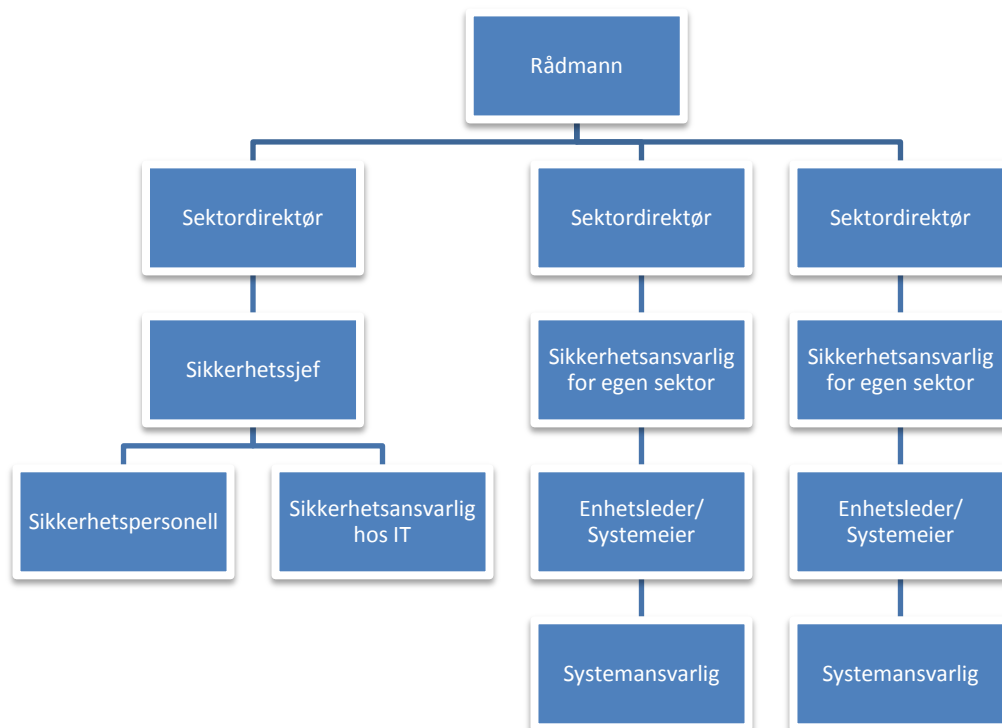 Rådmann
Sektordirektør
Sektordirektør
Sektordirektør
Sikkerhetssjef
Sikkerhetsansvarlig
for egen sektor
Sikkerhetsansvarlig
for egen sektor
Sikkerhetspersonell
Sikkerhetsansvarlig
hos IT
Enhetsleder/
Systemeier
Enhetsleder/
Systemeier
Systemansvarlig
Systemansvarlig